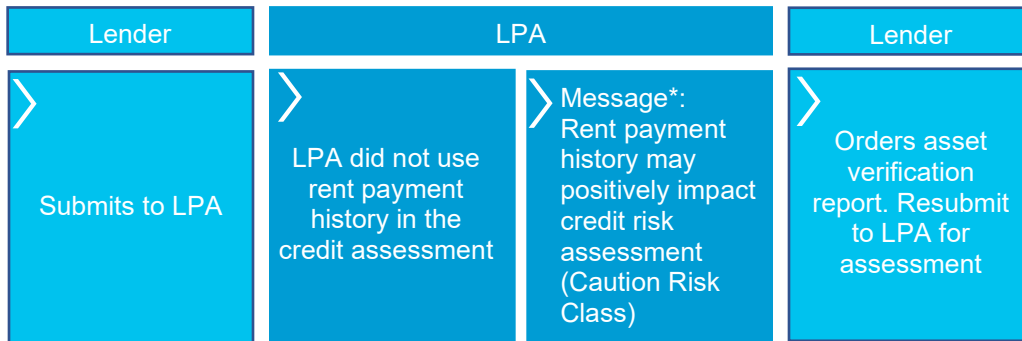 Lender
LPA
Lender
Submits to LPA
LPA did not use
rent payment
history in the
credit assessment
Message*:
Rent payment
history may
positively impact
credit risk
assessment
(Caution Risk
Class)
Orders asset
verification
report. Resubmit
to LPA for
assessment